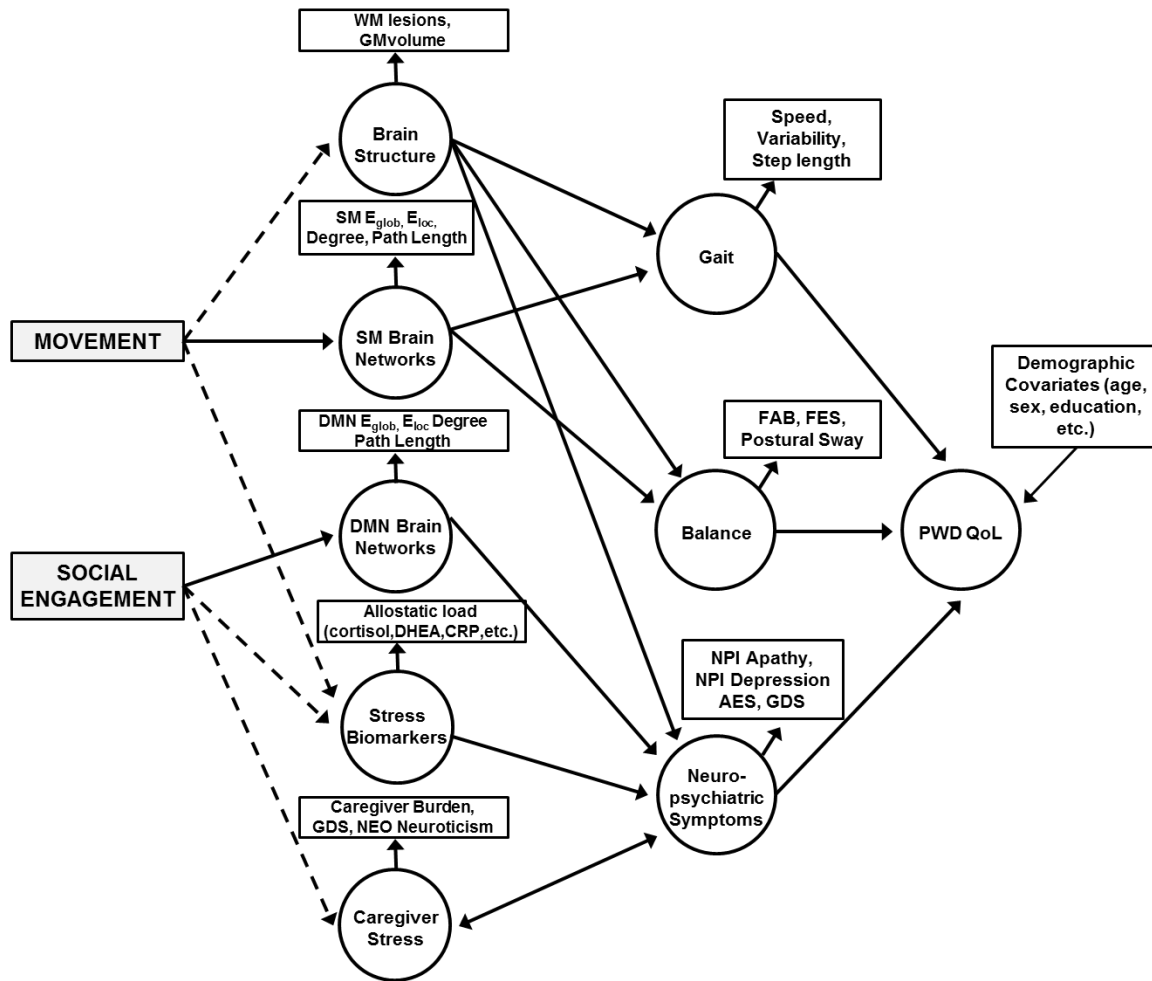 WM lesions,
GMvolume
Brain
Structure
SM E_glob, E_loc,
Degree, Path Length
SM Brain
Networks
MOVEMENT
DMN E_glob, E_loc Degree
Path Length
DMN Brain
Networks
SOCIAL
ENGAGEMENT
Allostatic load
(cortisol,DHEA,CRP,etc.)
Stress
Biomarkers
Caregiver Burden,
GDS, NEO Neuroticism
Caregiver
Stress
Speed,
Variability,
Step length
Gait
FAB, FES,
Postural Sway
Balance
NPI Apathy,
NPI Depression
AES, GDS
Neuro-
psychiatric
Symptoms
Demographic
Covariates (age,
sex, education,
etc.)
PWD QoL